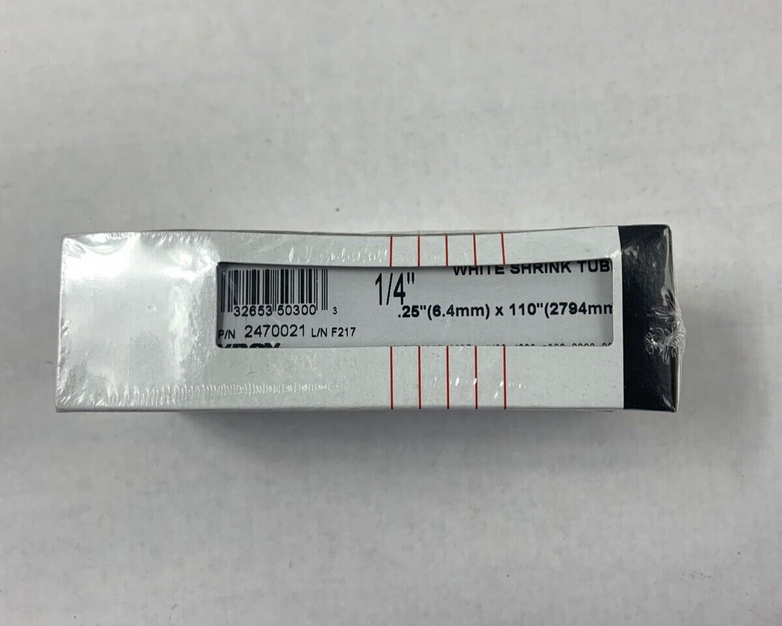 WHITE SHRINK TUB
1/4"
.25"(6.4mm) x 110"(2794mm
32653 50300 3
P/N 2470021 L/N F217